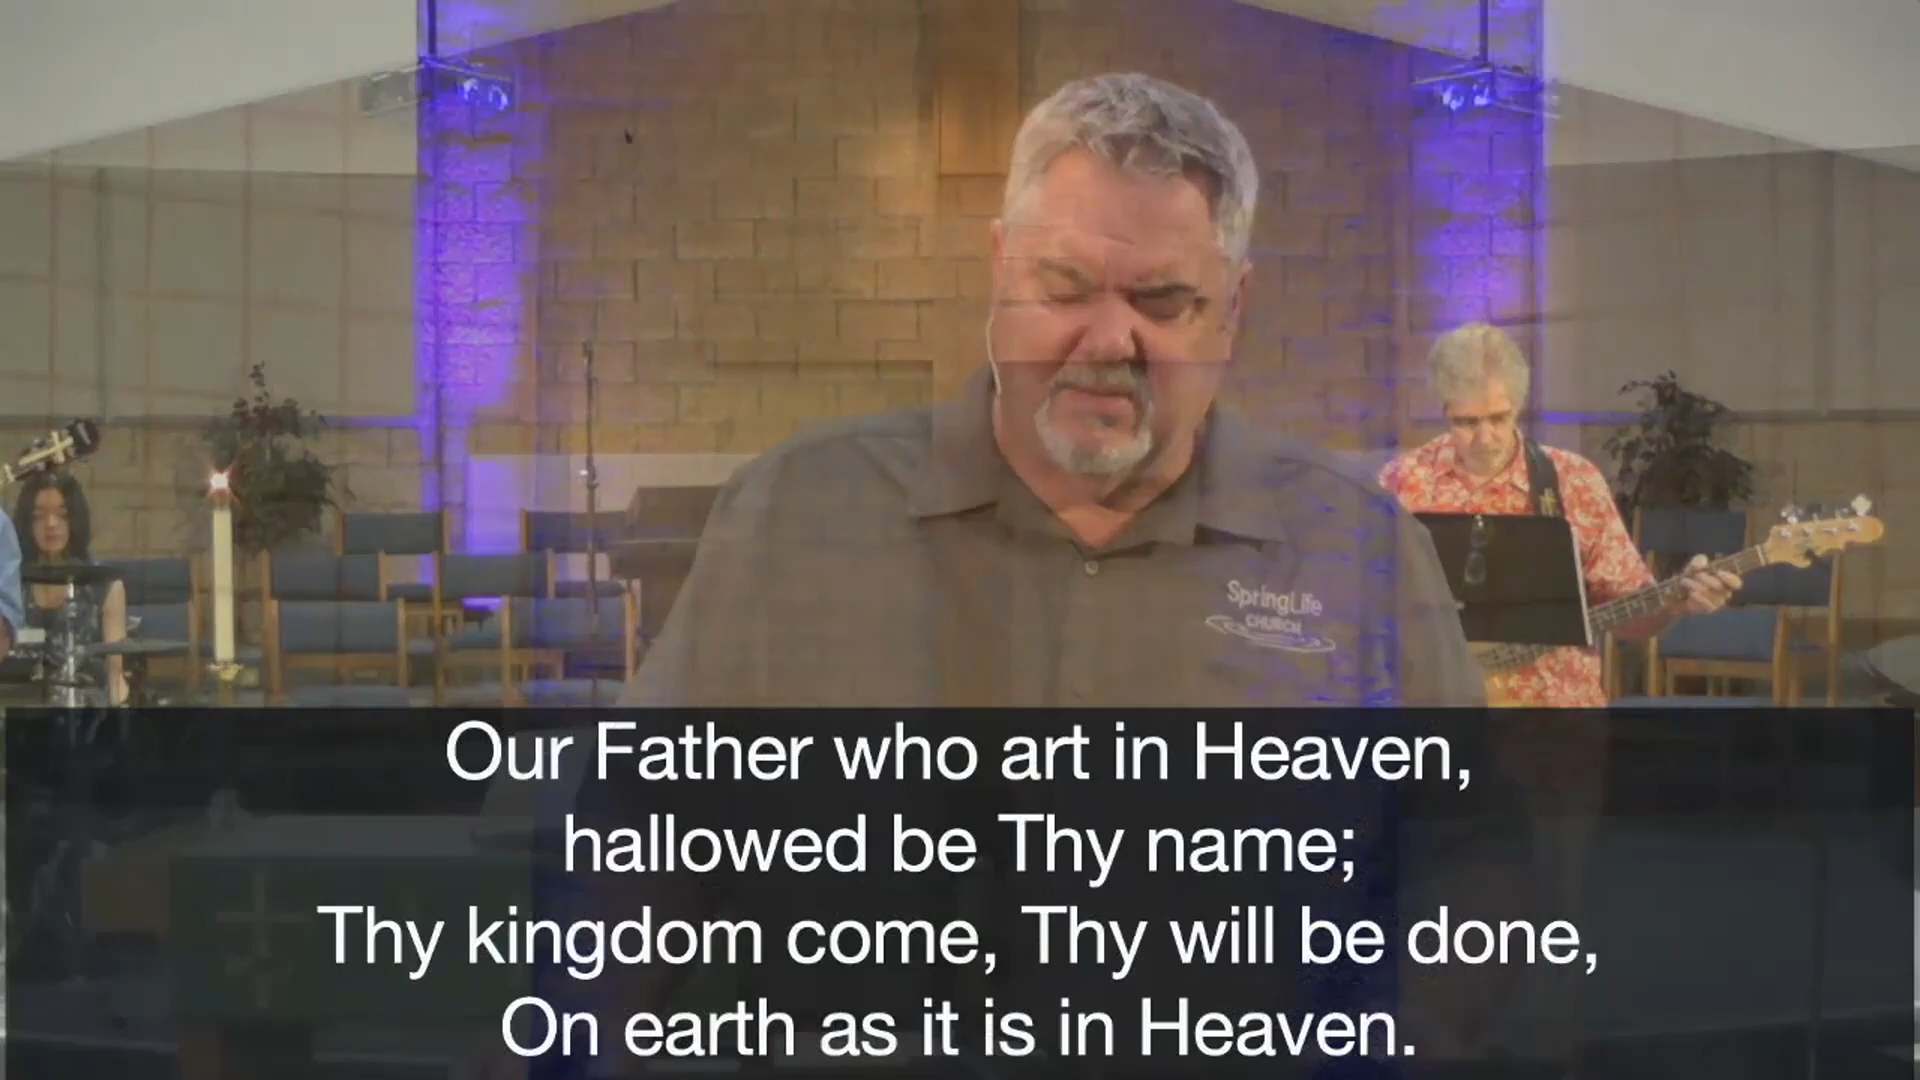 SpringLife
CHURCH
Our Father who art in Heaven,
hallowed be Thy name;
Thy kingdom come, Thy will be done,
On earth as it is in Heaven.